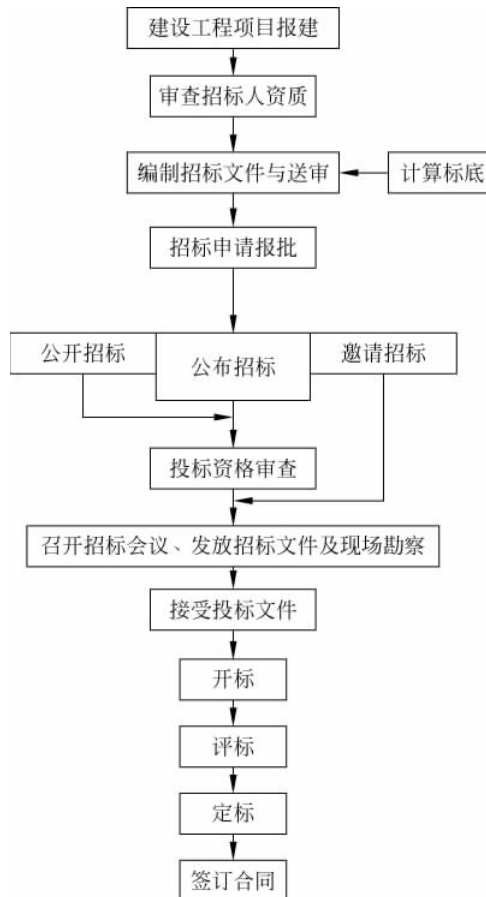 建设工程项目报建
审查招标人资质
编制招标文件与送审
计算标底
招标申请报批
公开招标
公布招标
邀请招标
投标资格审查
召开招标会议、发放招标文件及现场勘察
接受投标文件
开标
评标
定标
签订合同